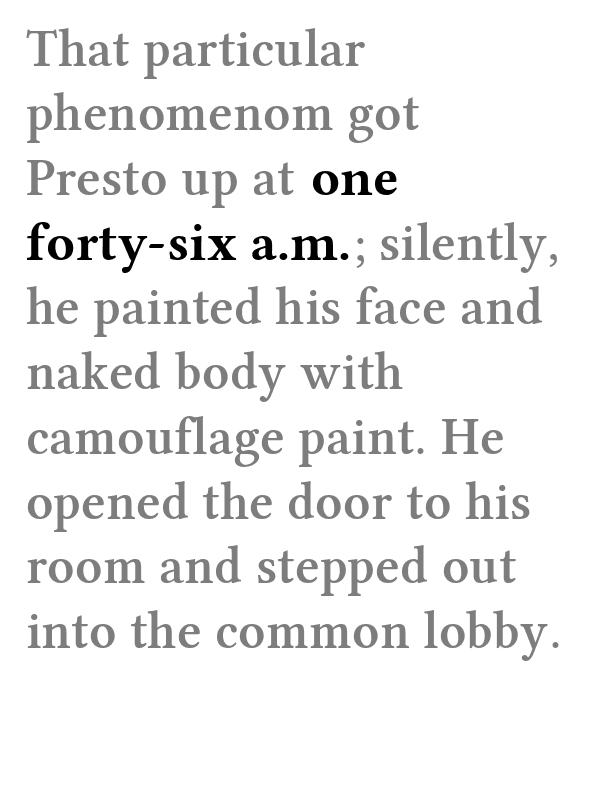 That particular
phenomenom got
Presto up at one
forty-six a.m.; silently,
he painted his face and
naked body with
camouflage paint. He
opened the door to his
room and stepped out
into the common lobby.